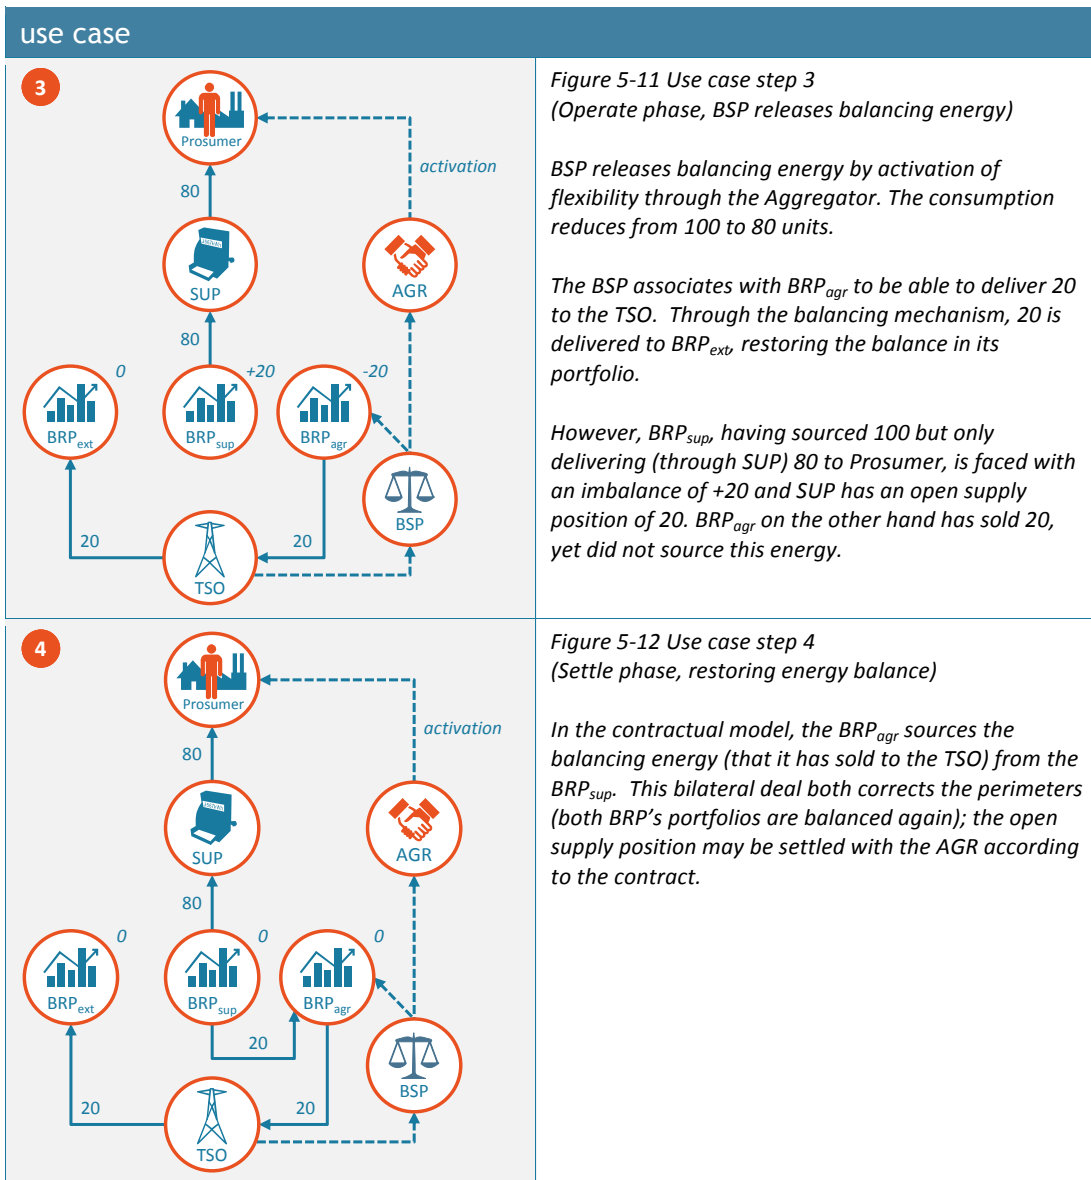 use case
3
Prosumer
activation
80
SUP
AGR
80
0
+20
-20
BRPext
BRPsup
BRPagr
BSP
20
20
TSO
Figure 5-11 Use case step 3
(Operate phase, BSP releases balancing energy)
BSP releases balancing energy by activation of
flexibility through the Aggregator. The consumption
reduces from 100 to 80 units.
The BSP associates with BRPagr to be able to deliver 20
to the TSO. Through the balancing mechanism, 20 is
delivered to BRPext, restoring the balance in its
portfolio.
However, BRPsup, having sourced 100 but only
delivering (through SUP) 80 to Prosumer, is faced with
an imbalance of +20 and SUP has an open supply
position of 20. BRPagr on the other hand has sold 20,
yet did not source this energy.
4
Prosumer
activation
80
SUP
AGR
80
0
0
0
BRPext
BRPsup
BRPagr
20
BSP
20
20
TSO
Figure 5-12 Use case step 4
(Settle phase, restoring energy balance)
In the contractual model, the BRPagr sources the
balancing energy (that it has sold to the TSO) from the
BRPsup. This bilateral deal both corrects the perimeters
(both BRP's portfolios are balanced again); the open
supply position may be settled with the AGR according
to the contract.